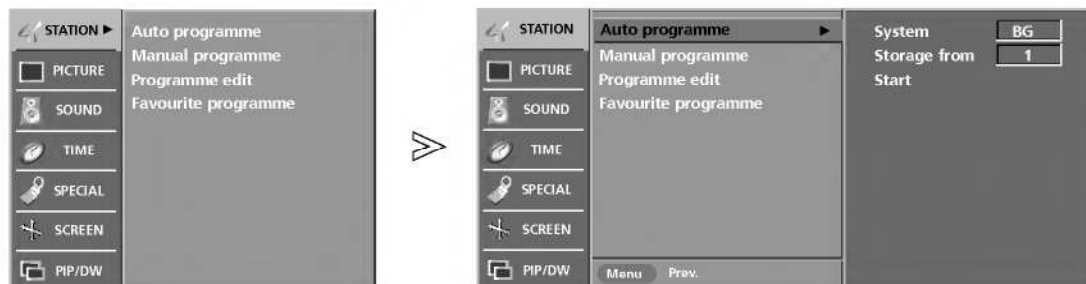 STATION
PICTURE
SOUND
TIME
SPECIAL
SCREEN
PIP/DW
Auto programme
Manual programme
Programme edit
Favourite programme
STATION
PICTURE
SOUND
TIME
SPECIAL
SCREEN
PIP/DW
Auto programme
Manual programme
Programme edit
Favourite programme
Menu Prev.
System BG
Storage from 1
Start